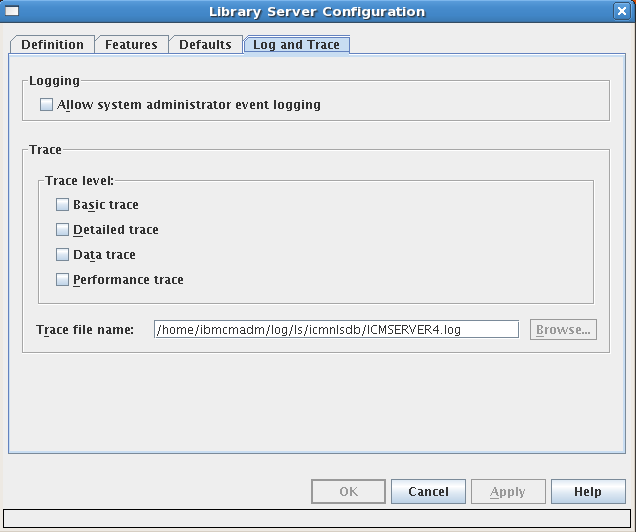 Library Server Configuration
Definition Features Defaults Log and Trace
Logging
Allow system administrator event logging
Trace
Trace level:
Basic trace
Detailed trace
Data trace
Performance trace
Trace file name: /home/ibmcmadm/log/ls/icmnlsdb/ICMSERVER4.log Browse...
OK Cancel Apply Help